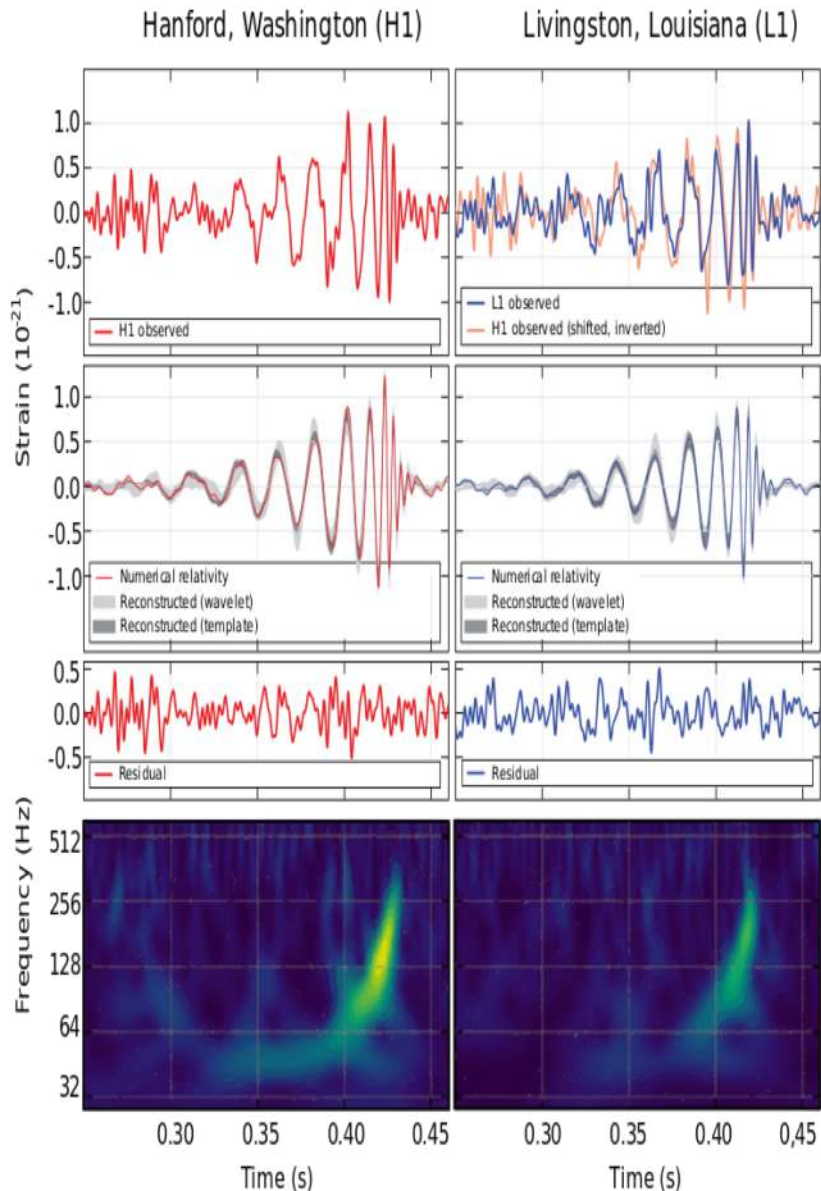 Hanford, Washington (H1)
Livingston, Louisiana (L1)
Strain (10⁻²¹)
1.0
0.5
0.0
-0.5
-1.0
H1 observed
L1 observed
H1 observed (shifted, inverted)
1.0
0.5
0.0
-0.5
-1.0
Numerical relativity
Reconstructed (wavelet)
Reconstructed (template)
Numerical relativity
Reconstructed (wavelet)
Reconstructed (template)
0.5
0.0
-0.5
Residual
Residual
Frequency (Hz)
512
256
128
64
32
0.30 0.35 0.40 0.45
0.30 0.35 0.40 0,45
Time (s)
Time (s)